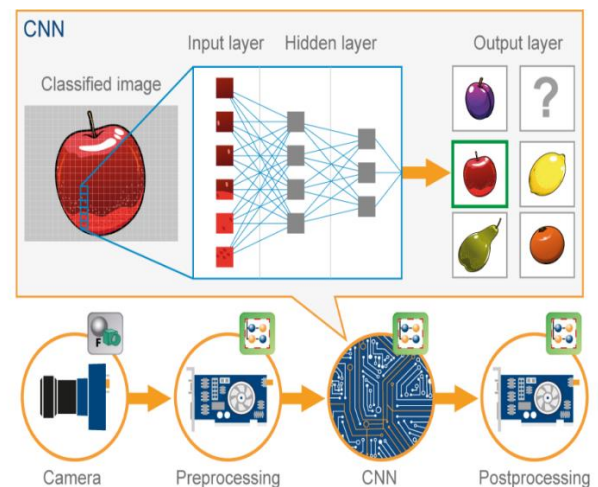 CNN
Input layer
Hidden layer
Output layer
Classified image
?
F
Camera
Preprocessing
CNN
Postprocessing